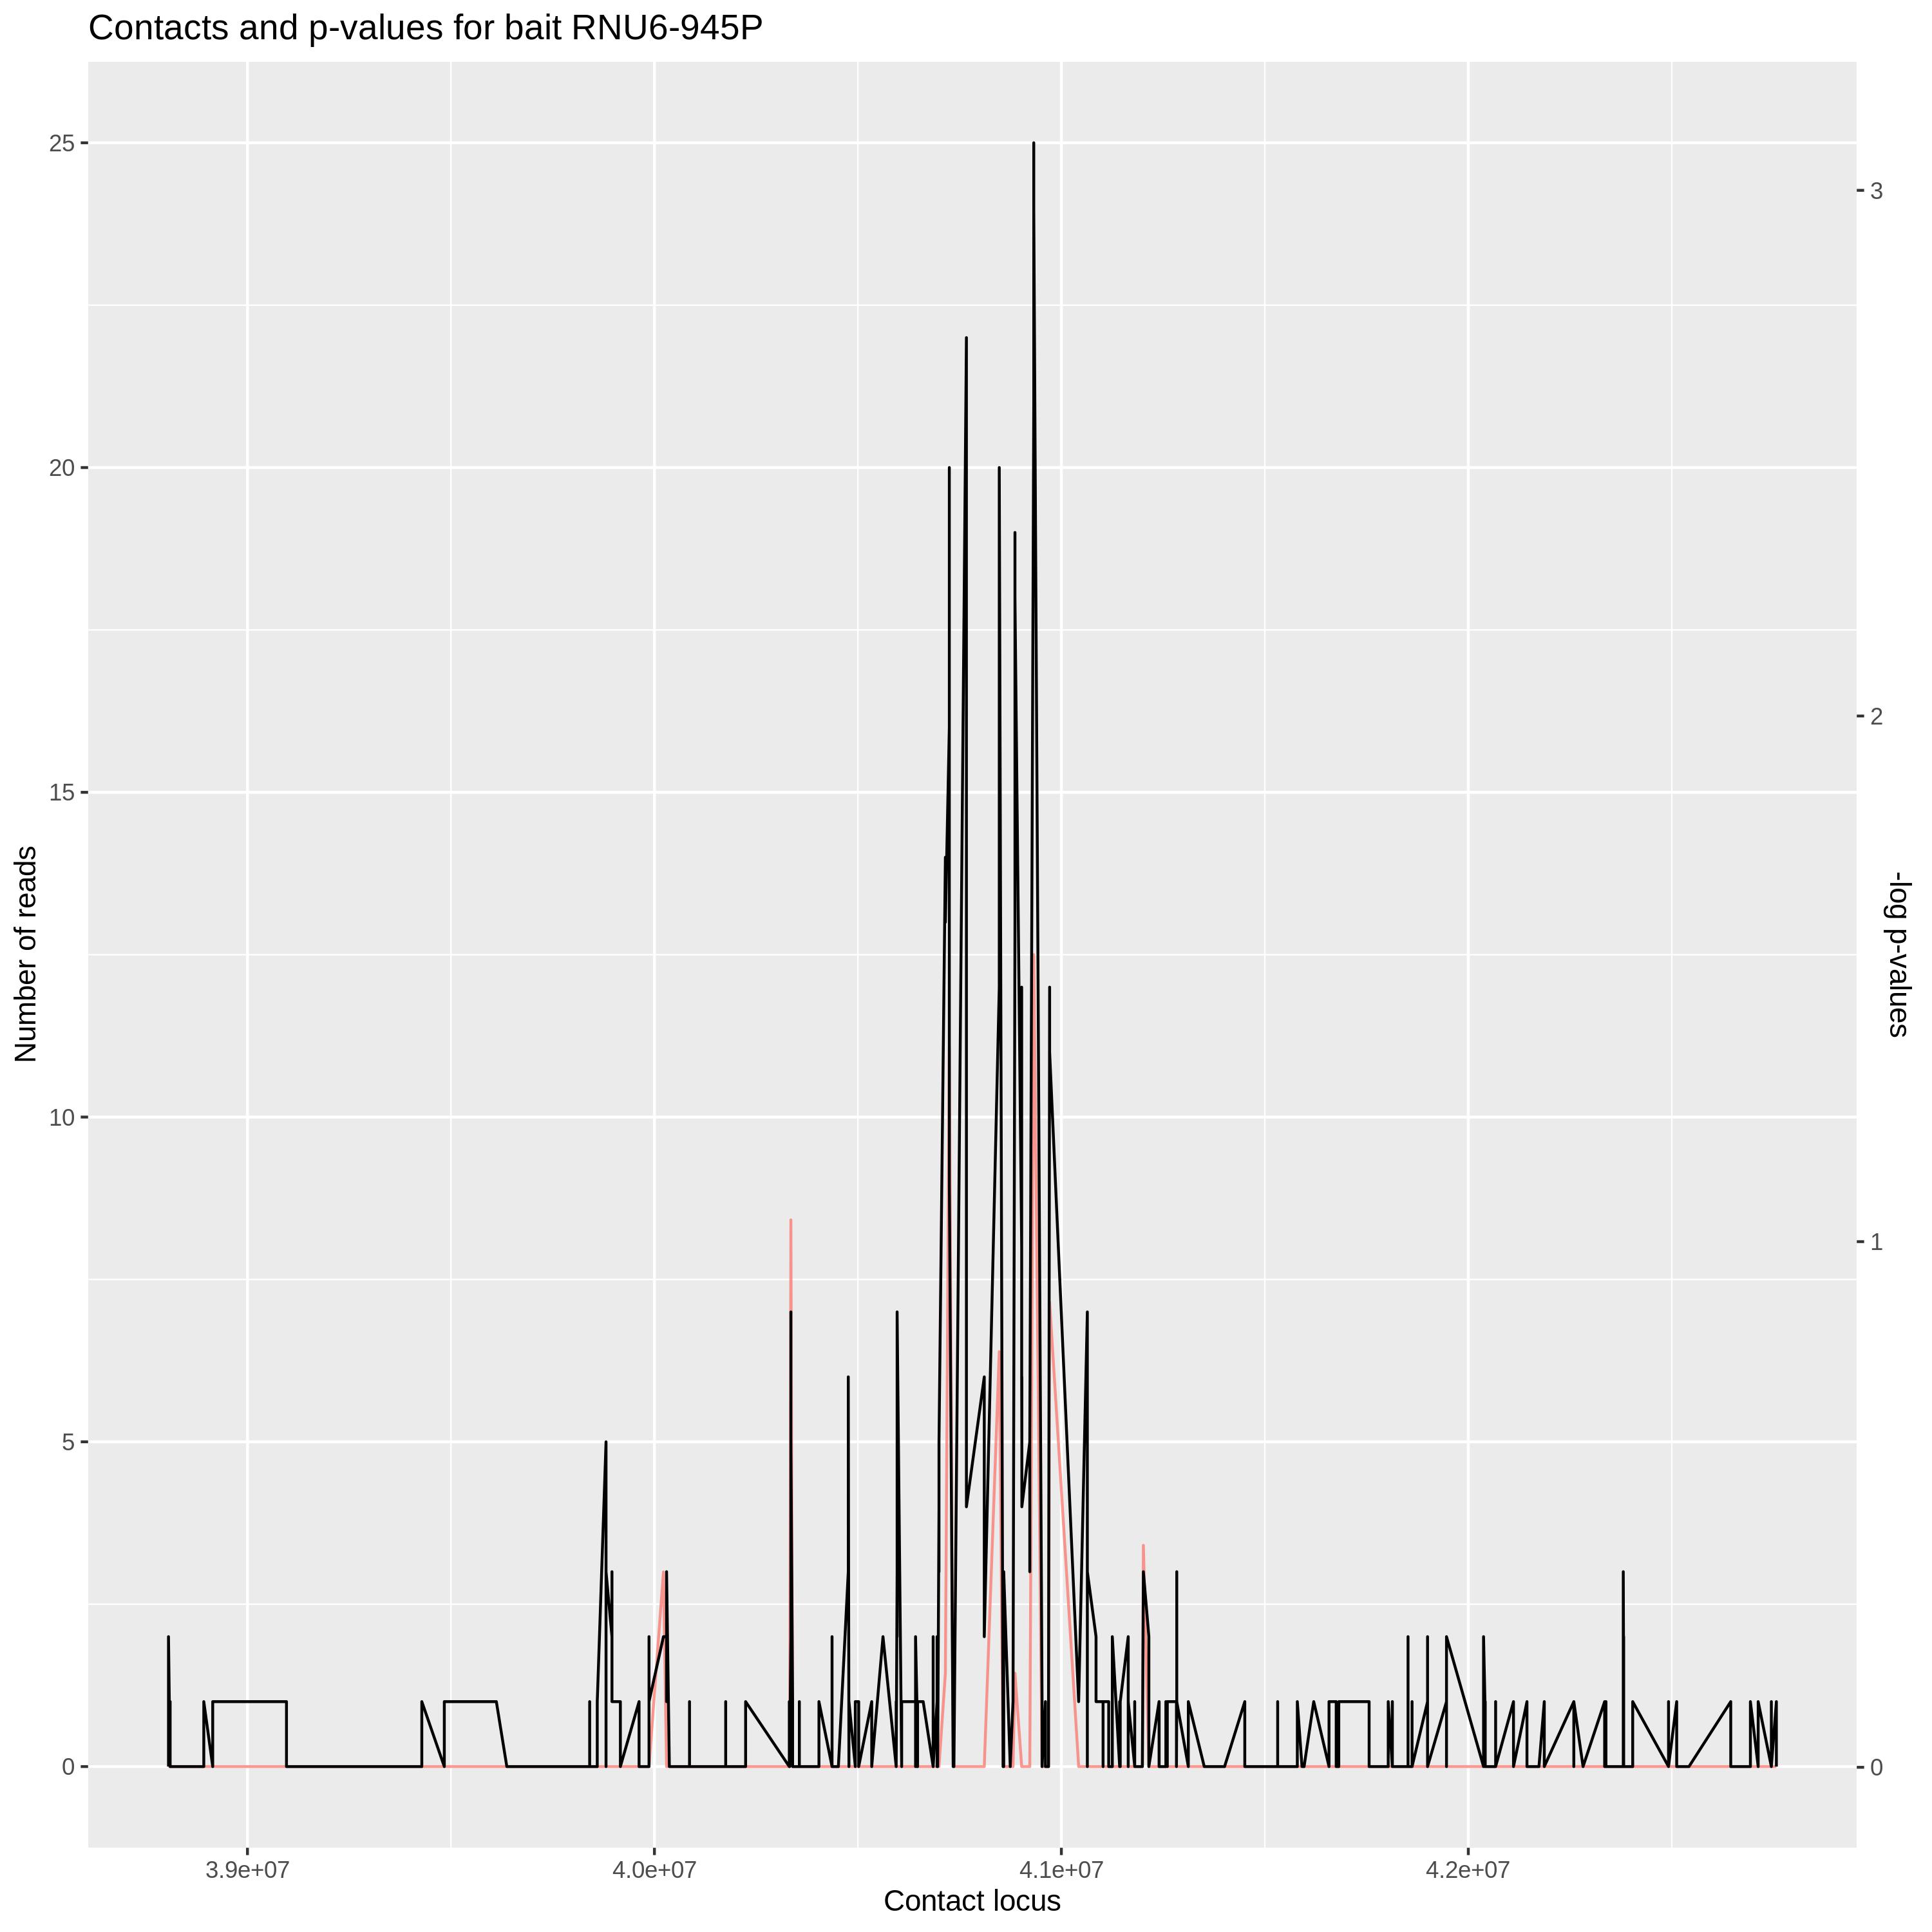 Contacts and p-values for bait RNU6-945P
25
20
15
10
5
0
Number of reads
3
2
1
0
-log p-values
3.9e+07
4.0e+07
4.1e+07
4.2e+07
Contact locus